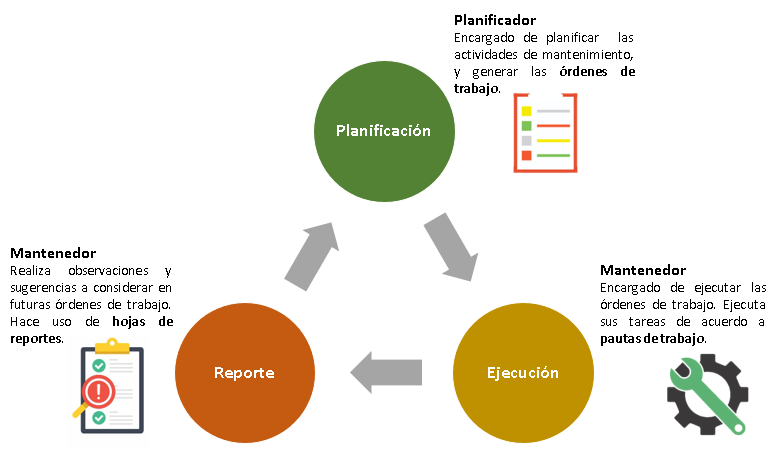 Planificador
Encargado de planificar las
actividades de mantenimiento,
y generar las órdenes de
trabajo.
Planificación
Mantenedor
Realiza observaciones y
sugerencias a considerar en
futuras órdenes de trabajo.
Hace uso de hojas de
reportes.
Mantenedor
Encargado de ejecutar las
órdenes de trabajo. Ejecuta
sus tareas de acuerdo a
pautas de trabajo.
Reporte
Ejecución